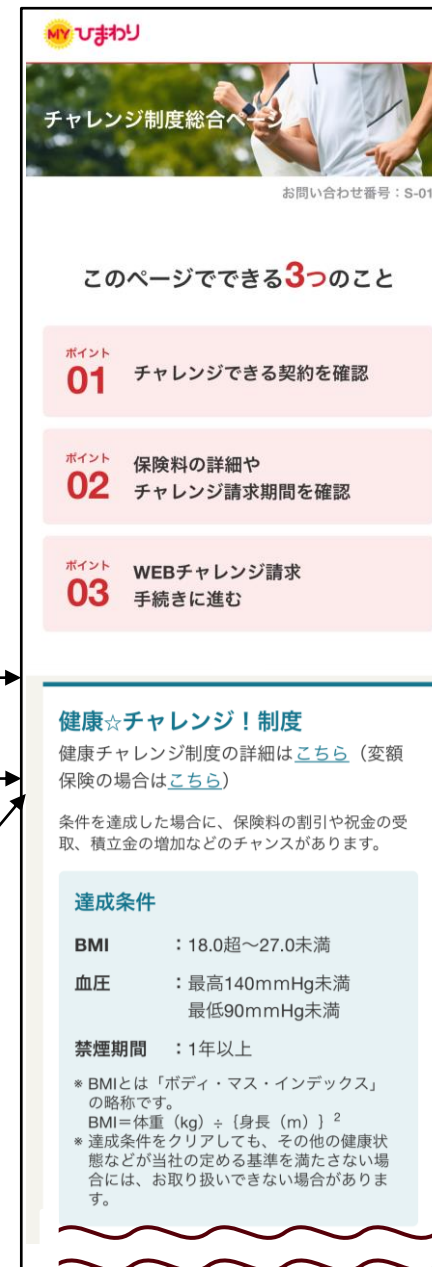 MYひまわり
チャレンジ制度総合ページ
お問い合わせ番号：S-01
このページでできる3つのこと
ポイント
01
チャレンジできる契約を確認
ポイント
02
保険料の詳細や
チャレンジ請求期間を確認
ポイント
03
WEBチャレンジ請求
手続きに進む
健康☆チャレンジ！制度
健康チャレンジ制度の詳細はこちら（変額
保険の場合はこちら）
条件を達成した場合に、保険料の割引や祝金の受
取、積立金の増加などのチャンスがあります。
達成条件
BMI ：18.0超～27.0未満
血圧 ：最高140mmHg未満
最低90mmHg未満
禁煙期間 ：1年以上
※ BMIとは「ボディ・マス・インデックス」
の略称です。
BMI＝体重（kg）÷｛身長（m）｝2
※ 達成条件をクリアしても、その他の健康状
態などが当社の定める基準を満たさない場
合には、お取り扱いできない場合がありま
す。